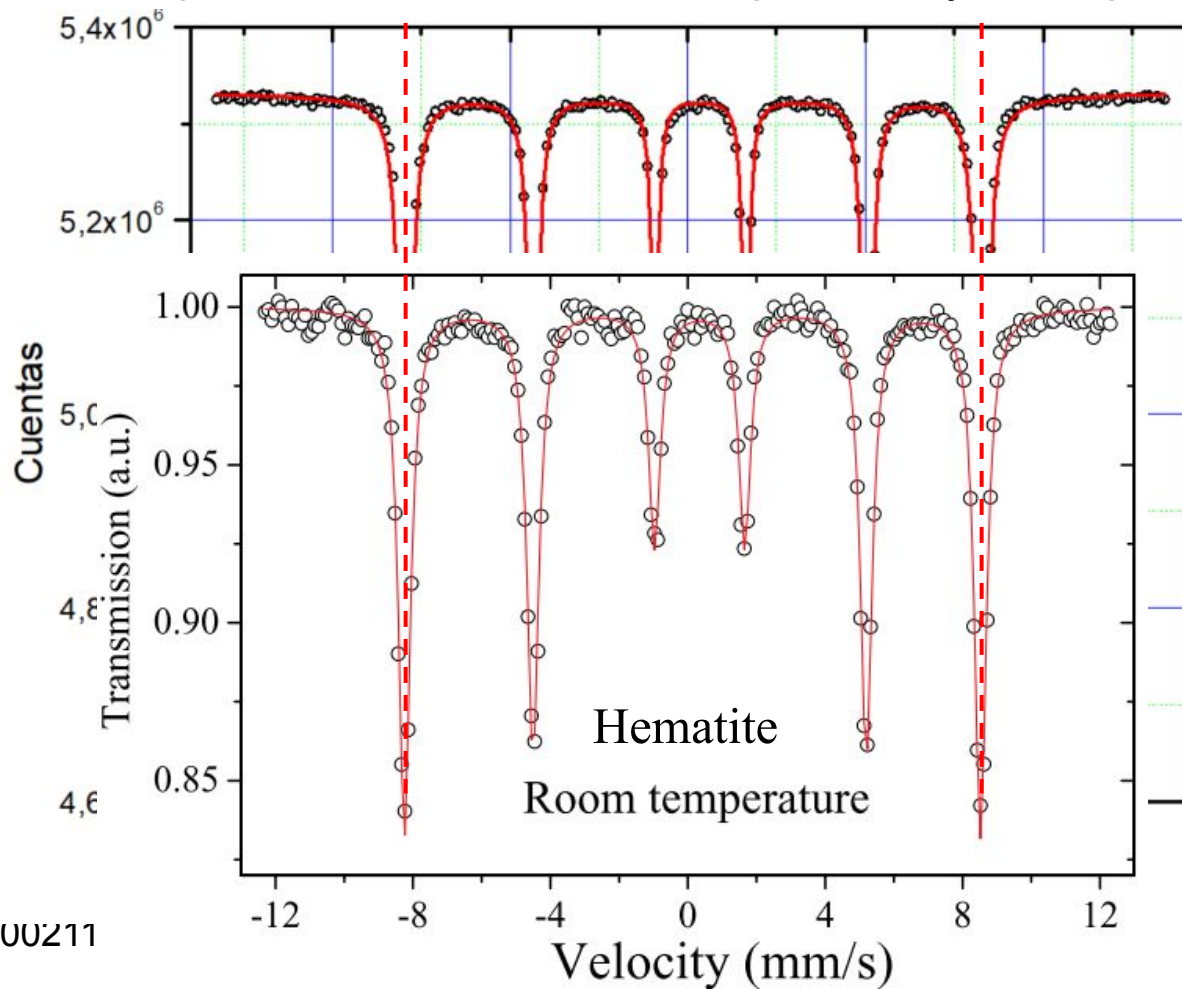 5,4x10⁶
5,2x10⁶
Cuentas
5,0
4,8
4,6
Transmission (a.u.)
1.00
0.95
0.90
0.85
Hematite
Room temperature
-12 -8 -4 0 4 8 12
Velocity (mm/s)
00211